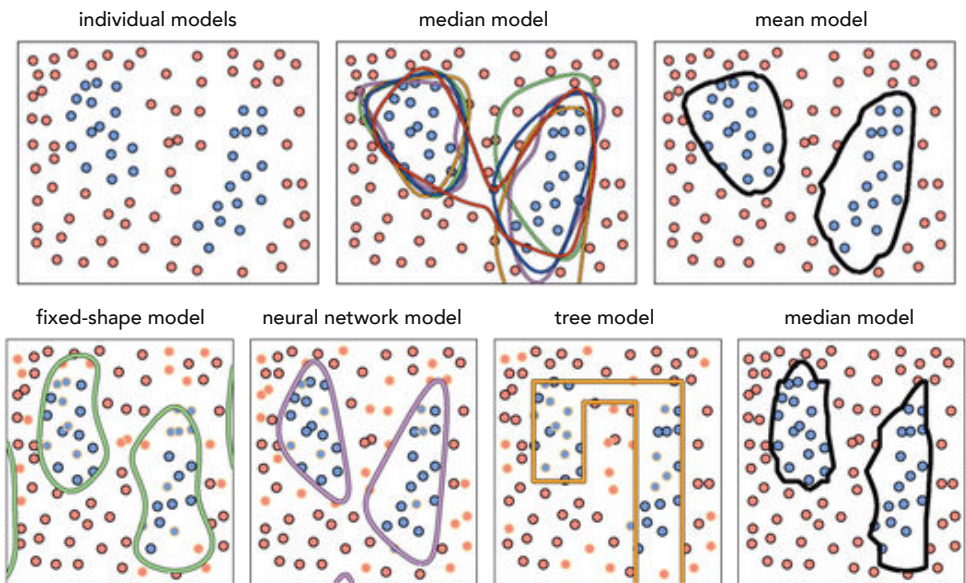 individual models
median model
mean model
fixed-shape model
neural network model
tree model
median model